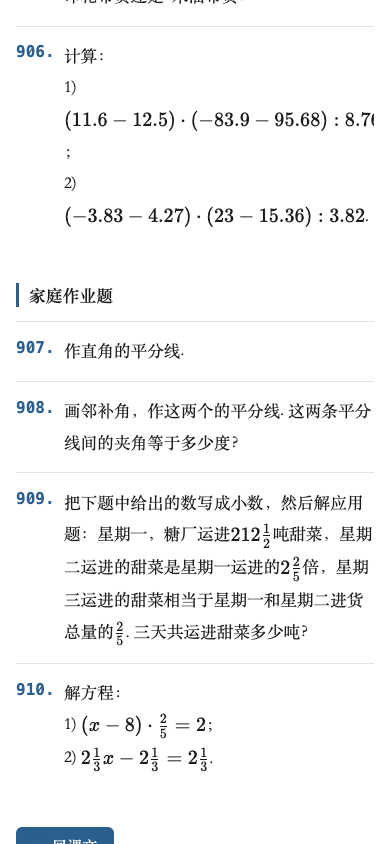 906. 计算:
1)
(11.6 − 12.5) · (−83.9 − 95.68) : 8.76
;
2)
(−3.83 − 4.27) · (23 − 15.36) : 3.82.
家庭作业题
907. 作直角的平分线.
908. 画邻补角, 作这两个的平分线. 这两条平分
线间的夹角等于多少度?
909. 把下题中给出的数写成小数, 然后解应用
题: 星期一, 糖厂运进212 1/2吨甜菜, 星期
二运进的甜菜是星期一运进的2 2/5倍, 星期
三运进的甜菜相当于星期一和星期二进货
总量的2/5. 三天共运进甜菜多少吨?
910. 解方程:
1) (x − 8) · 2/5 = 2;
2) 2 1/3x − 2 1/3 = 2 1/3.